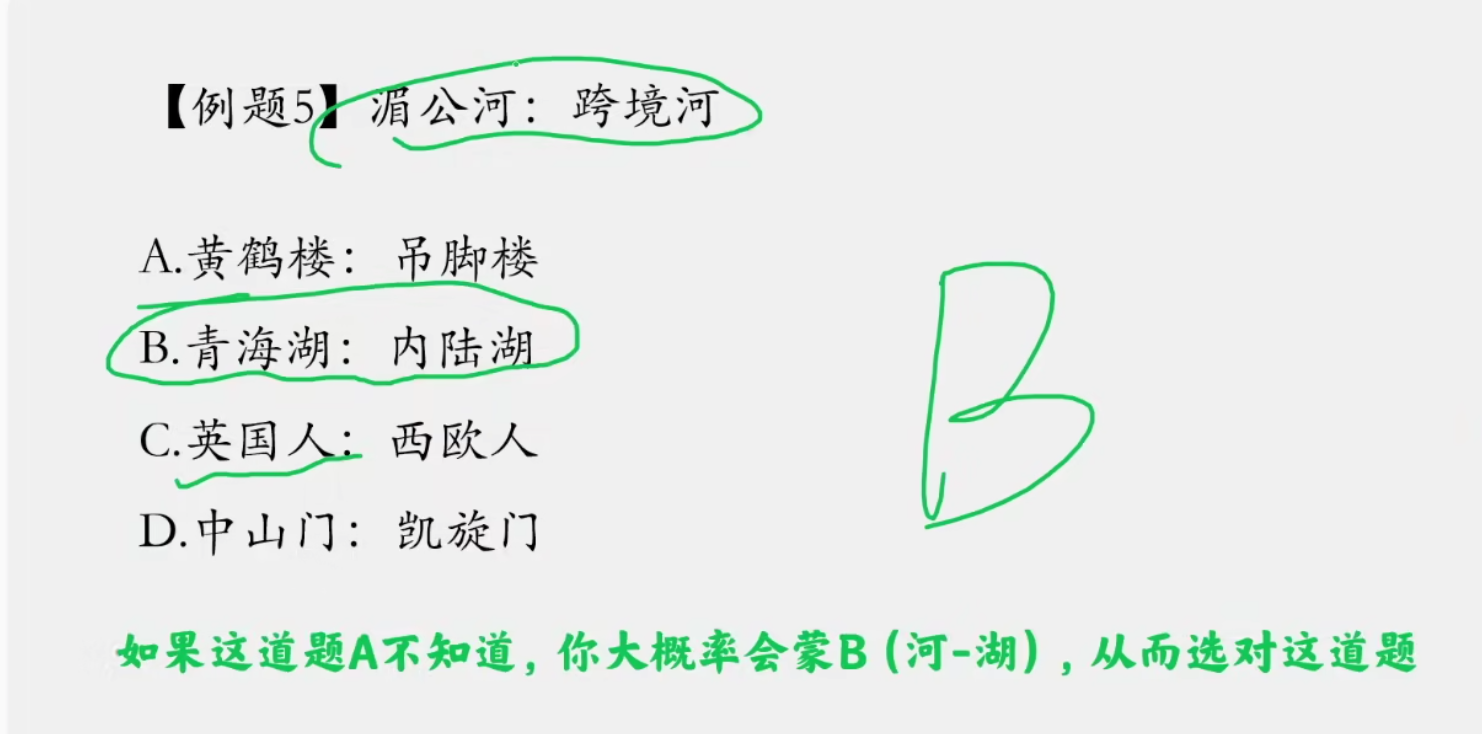 【例题5】湄公河：跨境河
A.黄鹤楼：吊脚楼
B.青海湖：内陆湖
C.英国人：西欧人
D.中山门：凯旋门
B
如果这道题A不知道，你大概率会蒙B（河-湖），从而选对这道题